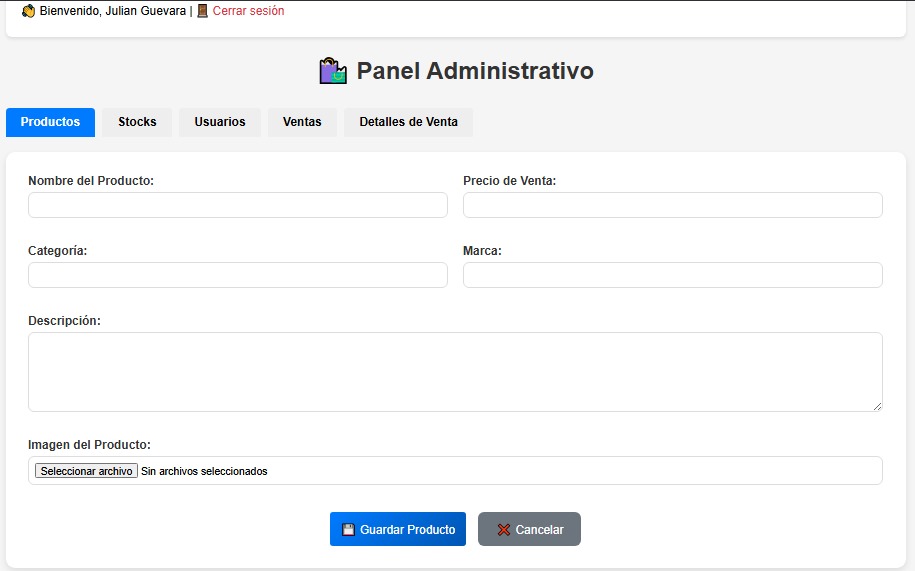 👋 Bienvenido, Julian Guevara | 🚪 Cerrar sesión
🛍️ Panel Administrativo
Productos Stocks Usuarios Ventas Detalles de Venta
Nombre del Producto: Precio de Venta:
Categoría: Marca:
Descripción:
Imagen del Producto:
Seleccionar archivo Sin archivos seleccionados
💾 Guardar Producto ❌ Cancelar